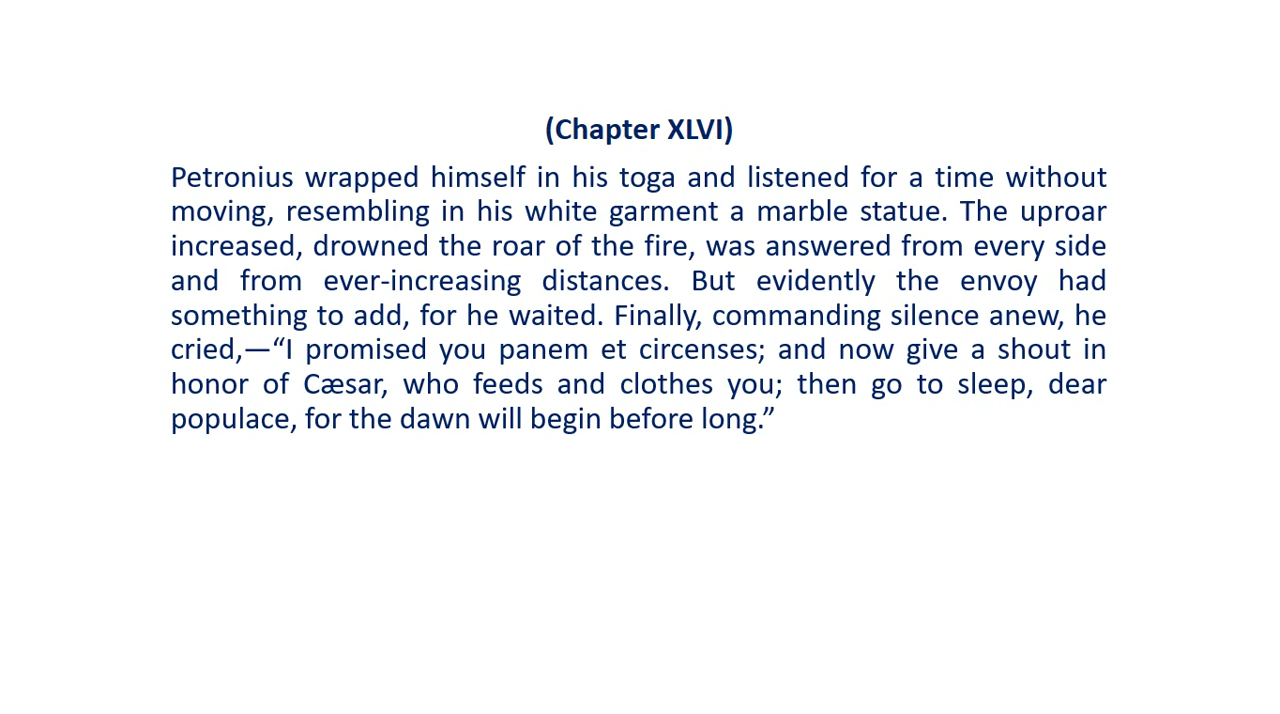 (Chapter XLVI)
Petronius wrapped himself in his toga and listened for a time without
moving, resembling in his white garment a marble statue. The uproar
increased, drowned the roar of the fire, was answered from every side
and from ever-increasing distances. But evidently the envoy had
something to add, for he waited. Finally, commanding silence anew, he
cried,—“I promised you panem et circenses; and now give a shout in
honor of Cæsar, who feeds and clothes you; then go to sleep, dear
populace, for the dawn will begin before long.”